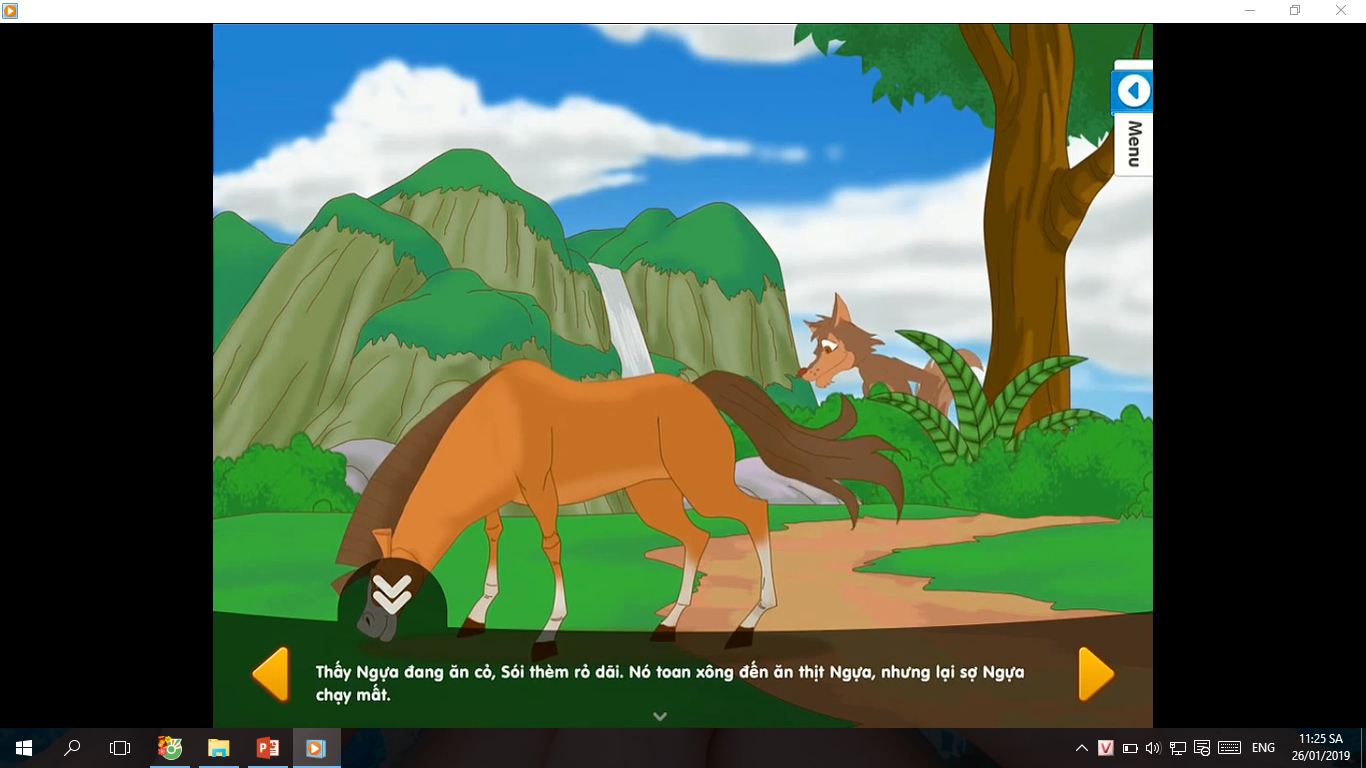 Menu
Thấy Ngựa đang ăn cỏ, Sói thèm rỏ dãi. Nó toan xông đến ăn thịt Ngựa, nhưng lại sợ Ngựa
chạy mất.
ENG
11:25 SA
26/01/2019